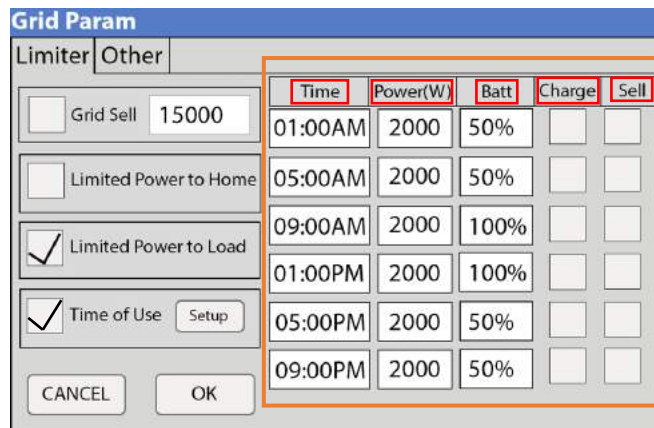 Grid Param
Limiter Other
Grid Sell 15000
Limited Power to Home
Limited Power to Load
Time of Use Setup
CANCEL OK
Time Power(W) Batt Charge Sell
01:00AM 2000 50%
05:00AM 2000 50%
09:00AM 2000 100%
01:00PM 2000 100%
05:00PM 2000 50%
09:00PM 2000 50%